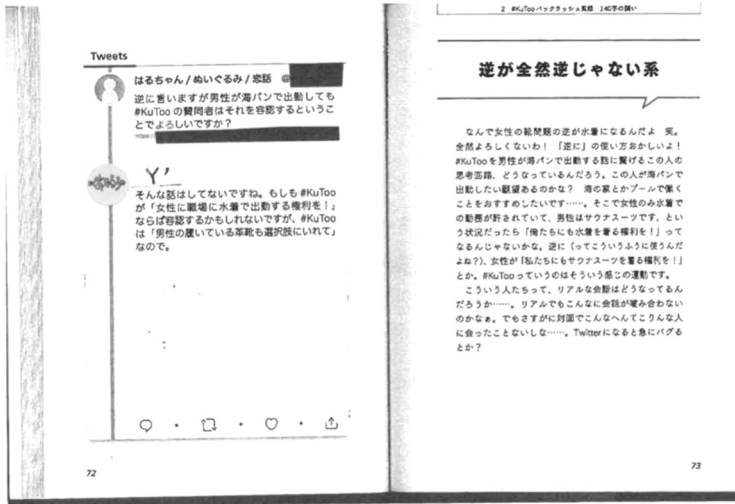 Tweets
はるちゃん / ぬいぐるみ / 恋話 @
逆に言いますが男性が海パンで出勤しても
#KuTooの賛同者はそれを容認するというこ
とでよろしいですか？
Y'
そんな話はしてないですね。もしも#KuToo
が「女性に職場に水着で出勤する権利を！」
ならば容認するかもしれないですが、#KuToo
は「男性の履いている革靴も選択肢にいれて」
なので。
72
2 #KuTooバックラッシュ実録 140字の闘い
逆が全然逆じゃない系
なんで女性の靴問題の逆が水着になるんだよ 笑。
全然よろしくないわ！ 「逆に」の使い方おかしいよ！
#KuTooを男性が海パンで出勤する話に繋げるこの人の
思考回路、どうなっているんだろう。この人が海パンで
出勤したい願望あるのかな？ 海の家とかプールで働く
ことをおすすめしたいです……。そこで女性のみ水着で
の勤務が許されていて、男性はサウナスーツです、とい
う状況だったら「俺たちにも水着を着る権利を！」って
なるんじゃないかな。逆に（ってこういうふうに使うんだ
よね？）、女性が「私たちにもサウナスーツを着る権利を！」
とか。#KuTooっていうのはそういう感じの運動です。
こういう人たちって、リアルな会話はどうなってるん
だろうか……。リアルでもこんなに会話が噛み合わない
のかなぁ。でもさすがに対面でこんなへんてこりんな人
に会ったことないしな……。Twitterになると急にバグる
とか？
73